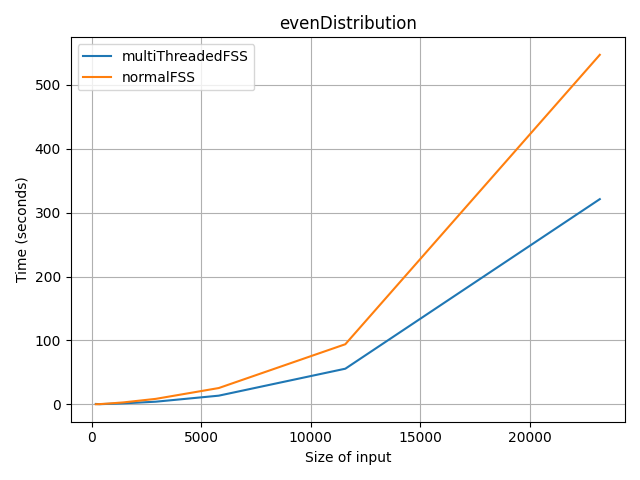 evenDistribution
multiThreadedFSS
normalFSS
Time (seconds)
500
400
300
200
100
0
0 5000 10000 15000 20000
Size of input